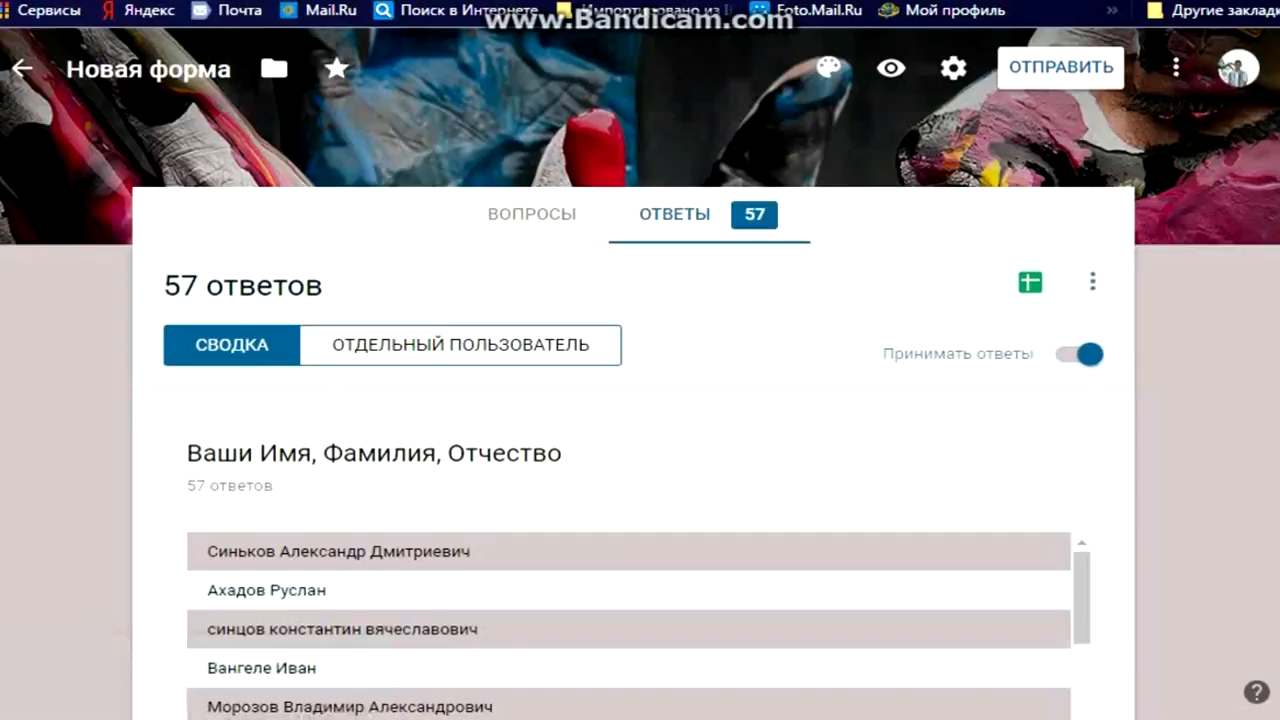 Сервисы Яндекс Почта Mail.Ru Поиск в Интернете Импортировано из Foto.Mail.Ru Мой профиль » Другие заклад
www.Bandicam.com
Новая форма ОТПРАВИТЬ
ВОПРОСЫ ОТВЕТЫ 57
57 ответов
СВОДКА ОТДЕЛЬНЫЙ ПОЛЬЗОВАТЕЛЬ
Принимать ответы
Ваши Имя, Фамилия, Отчество
57 ответов
Синьков Александр Дмитриевич
Ахадов Руслан
синцов константин вячеславович
Вангеле Иван
Морозов Владимир Александрович